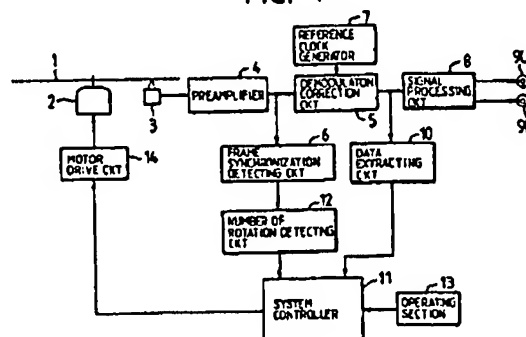 7
REFERENCE
CLOCK
GENERATOR
1
4
8
2
3
PREAMPLIFIER
DEMODULATION
CORRECTION
CKT
5
SIGNAL
PROCESSING
CKT
MOTOR
DRIVE CKT
14
6
FRAME
SYNCHRONIZATION
DETECTING CKT
10
DATA
EXTRACTING
CKT
12
NUMBER OF
ROTATION DETECTING
CKT
11
SYSTEM
CONTROLLER
13
OPERATING
SECTION